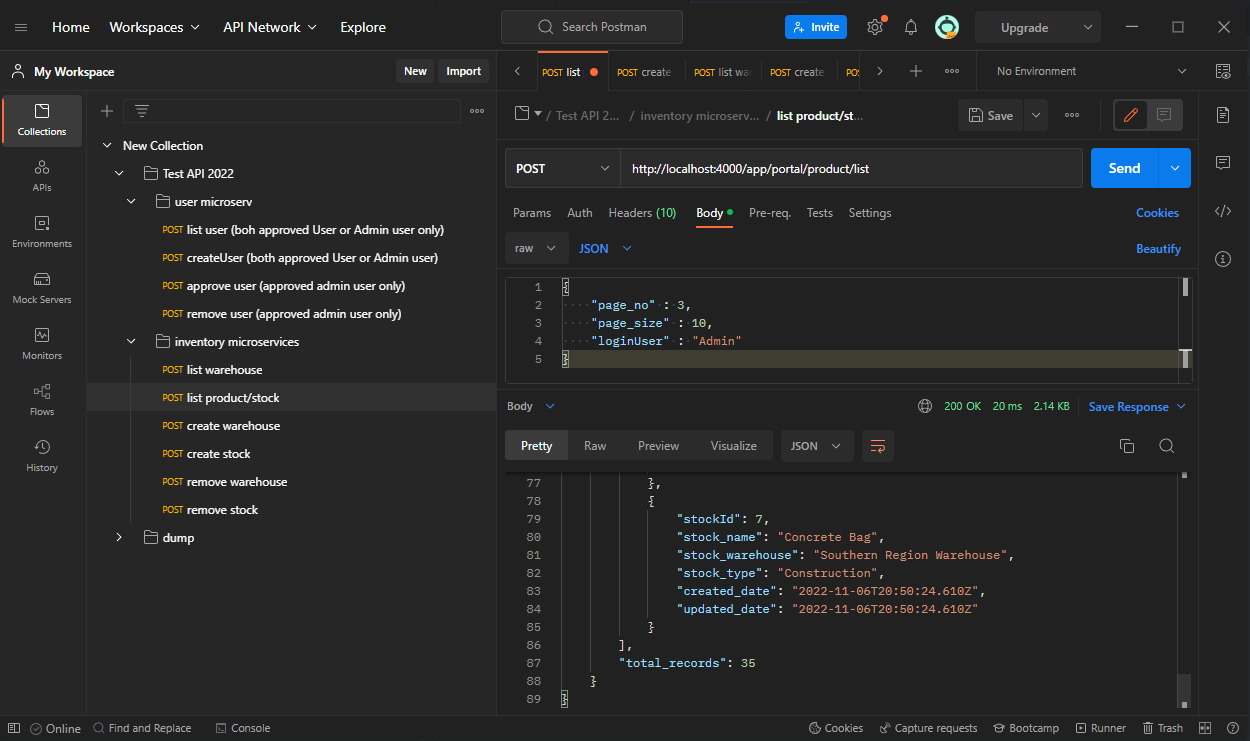 Home Workspaces API Network Explore Search Postman Invite Upgrade
My Workspace New Import POST list POST create POST list wa POST create PO No Environment
Collections
APIs
Environments
Mock Servers
Monitors
Flows
History
New Collection
Test API 2022
user microserv
POST list user (boh approved User or Admin user only)
POST createUser (both approved User or Admin user)
POST approve user (approved admin user only)
POST remove user (approved admin user only)
inventory microservices
POST list warehouse
POST list product/stock
POST create warehouse
POST create stock
POST remove warehouse
POST remove stock
dump
/ Test API 2... / inventory microserv... / list product/st... Save
POST http://localhost:4000/app/portal/product/list Send
Params Auth Headers (10) Body Pre-req. Tests Settings Cookies
raw JSON Beautify
1 {
2 ····"page_no" : 3,
3 ····"page_size" : 10,
4 ····"loginUser" : "Admin"
5 }
Body 200 OK 20 ms 2.14 KB Save Response
Pretty Raw Preview Visualize JSON
77 },
78 {
79 "stockId": 7,
80 "stock_name": "Concrete Bag",
81 "stock_warehouse": "Southern Region Warehouse",
82 "stock_type": "Construction",
83 "created_date": "2022-11-06T20:50:24.610Z",
84 "updated_date": "2022-11-06T20:50:24.610Z"
85 }
86 ],
87 "total_records": 35
88 }
89 }
Online Find and Replace Console Cookies Capture requests Bootcamp Runner Trash